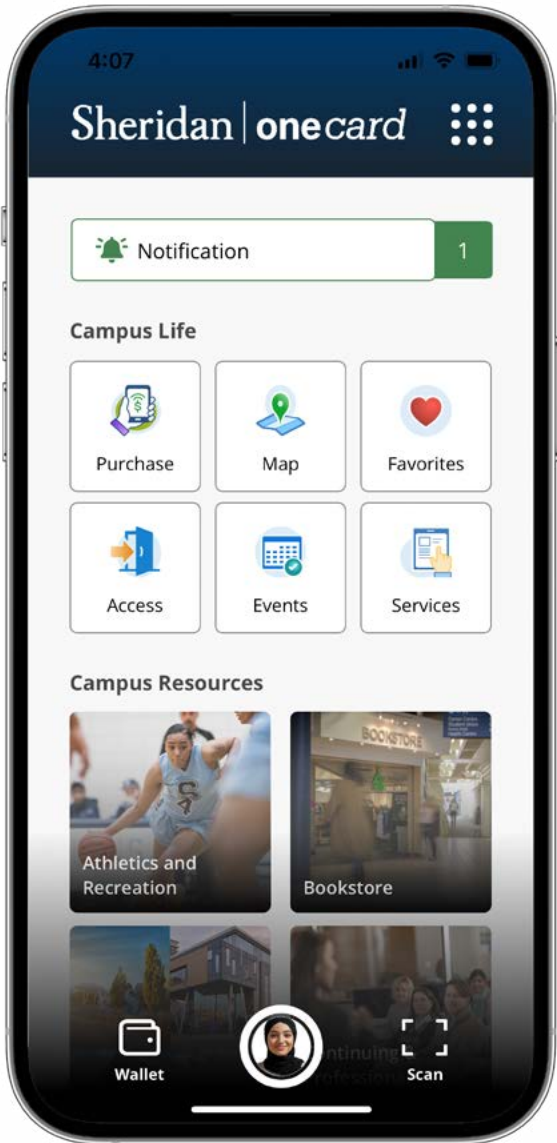 4:07
Sheridan | onecard
Notification 1
Campus Life
Purchase Map Favorites
Access Events Services
Campus Resources
BOOKSTORE
Athletics and
Recreation
Bookstore
Wallet
Scan